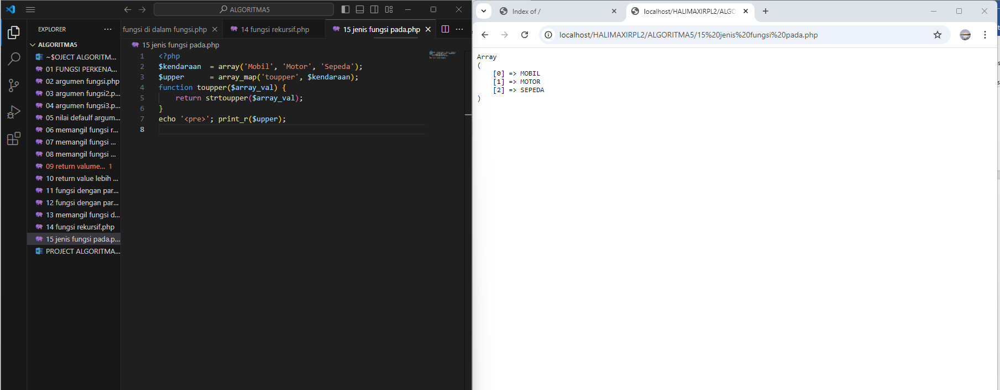 ALGORITMA5
EXPLORER
ALGORITMA5
~$OJECT ALGORITM...
01 FUNGSI PERKENA...
02 argumen fungsi.php
03 argumen fungsi2.p...
04 argumen fungsi3.p...
05 nilai defaulf argum...
06 memangil fungsi r...
07 memangil fungsi ...
08 memangil fungsi ...
09 return valume... 1
10 return value lebih ...
11 fungsi dengan par...
12 fungsi dengan par...
13 memangil fungsi d...
14 fungsi rekursif.php
15 jenis fungsi pada.p...
PROJECT ALGORITMA...
fungsi di dalam fungsi.php
14 fungsi rekursif.php
15 jenis fungsi pada.php
15 jenis fungsi pada.php
1 <?php
2 $kendaraan  = array('Mobil', 'Motor', 'Sepeda');
3 $upper      = array_map('toupper', $kendaraan);
4 function toupper($array_val) {
5     return strtoupper($array_val);
6 }
7 echo '<pre>'; print_r($upper);
8
Index of /
localhost/HALIMAXIRPL2/ALGO
localhost/HALIMAXIRPL2/ALGORITMA5/15%20jenis%20fungsi%20pada.php
Array
(
    [0] => MOBIL
    [1] => MOTOR
    [2] => SEPEDA
)